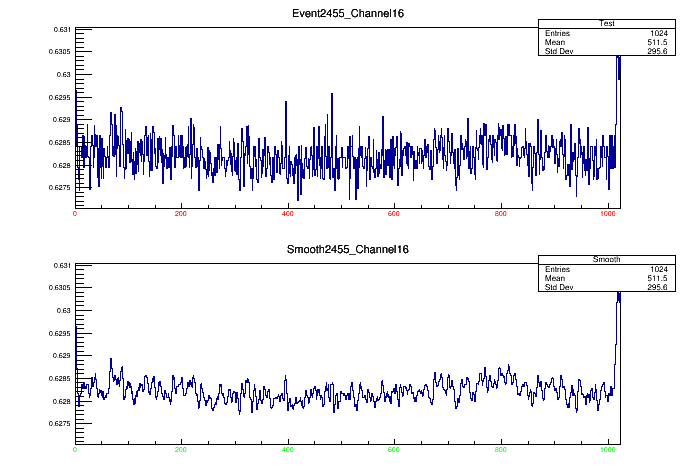 Event2455_Channel16
Test
Entries 1024
Mean 511.5
Std Dev 295.6
0.631
0.6305
0.63
0.6295
0.629
0.6285
0.628
0.6275
0 200 400 600 800 1000
Smooth2455_Channel16
Smooth
Entries 1024
Mean 511.5
Std Dev 295.6
0.631
0.6305
0.63
0.6295
0.629
0.6285
0.628
0.6275
0 200 400 600 800 1000